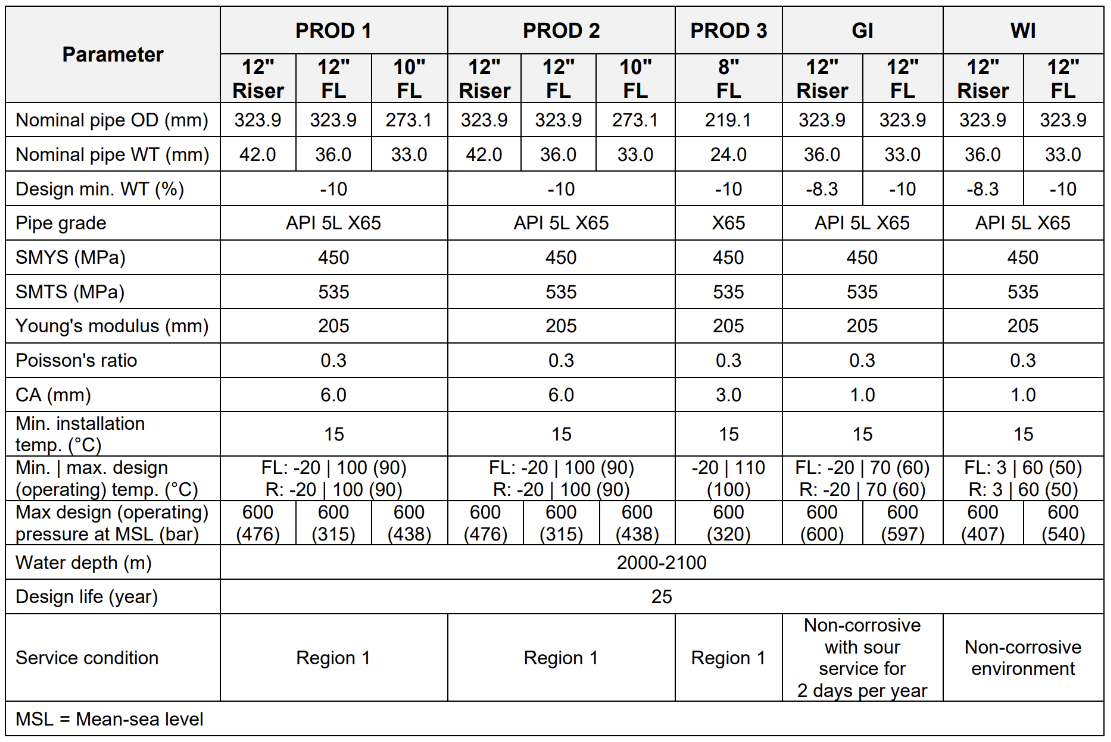 Parameter PROD 1 PROD 2 PROD 3 GI WI
12" 12" 10" 12" 12" 10" 8" 12" 12" 12" 12"
Riser FL FL Riser FL FL FL Riser FL Riser FL
Nominal pipe OD (mm) 323.9 323.9 273.1 323.9 323.9 273.1 219.1 323.9 323.9 323.9 323.9
Nominal pipe WT (mm) 42.0 36.0 33.0 42.0 36.0 33.0 24.0 36.0 33.0 36.0 33.0
Design min. WT (%) -10 -10 -10 -8.3 -10 -8.3 -10
Pipe grade API 5L X65 API 5L X65 X65 API 5L X65 API 5L X65
SMYS (MPa) 450 450 450 450 450
SMTS (MPa) 535 535 535 535 535
Young's modulus (mm) 205 205 205 205 205
Poisson's ratio 0.3 0.3 0.3 0.3 0.3
CA (mm) 6.0 6.0 3.0 1.0 1.0
Min. installation
temp. (°C) 15 15 15 15 15
Min. | max. design FL: -20 | 100 (90) FL: -20 | 100 (90) -20 | 110 FL: -20 | 70 (60) FL: 3 | 60 (50)
(operating) temp. (°C) R: -20 | 100 (90) R: -20 | 100 (90) (100) R: -20 | 70 (60) R: 3 | 60 (50)
Max design (operating) 600 600 600 600 600 600 600 600 600 600 600
pressure at MSL (bar) (476) (315) (438) (476) (315) (438) (320) (600) (597) (407) (540)
Water depth (m) 2000-2100
Design life (year) 25
Service condition Region 1 Region 1 Region 1 Non-corrosive
with sour
service for
2 days per year Non-corrosive
environment
MSL = Mean-sea level